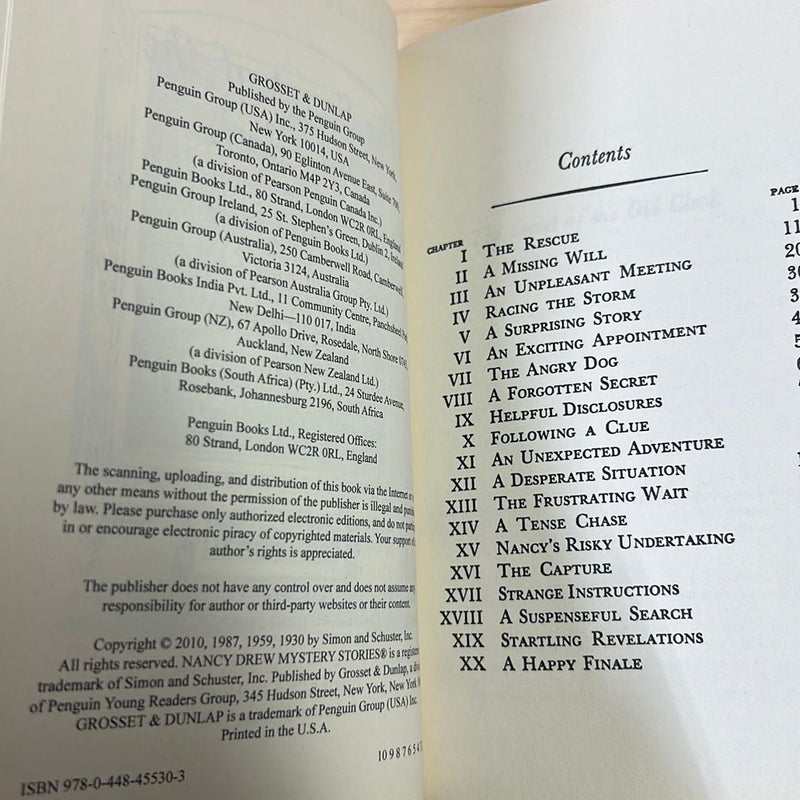 GROSSET & DUNLAP
Published by the Penguin Group
Penguin Group (USA) Inc., 375 Hudson Street, New York,
New York 10014, USA
Penguin Group (Canada), 90 Eglinton Avenue East, Suite 700,
Toronto, Ontario M4P 2Y3, Canada
(a division of Pearson Penguin Canada Inc.)
Penguin Books Ltd., 80 Strand, London WC2R 0RL, England
Penguin Group Ireland, 25 St. Stephen's Green, Dublin 2, Ireland
(a division of Penguin Books Ltd.)
Penguin Group (Australia), 250 Camberwell Road, Camberwell,
Victoria 3124, Australia
(a division of Pearson Australia Group Pty. Ltd.)
Penguin Books India Pvt. Ltd., 11 Community Centre, Panchsheel
New Delhi—110 017, India
Penguin Group (NZ), 67 Apollo Drive, Rosedale, North Shore
Auckland, New Zealand
(a division of Pearson New Zealand Ltd.)
Penguin Books (South Africa) (Pty.) Ltd., 24 Sturdee Avenue,
Rosebank, Johannesburg 2196, South Africa
Penguin Books Ltd., Registered Offices:
80 Strand, London WC2R 0RL, England
The scanning, uploading, and distribution of this book via the Internet
any other means without the permission of the publisher is illegal and
by law. Please purchase only authorized electronic editions, and do not
in or encourage electronic piracy of copyrighted materials. Your support
author's rights is appreciated.
The publisher does not have any control over and does not assume
responsibility for author or third-party websites or their content.
Copyright © 2010, 1987, 1959, 1930 by Simon and Schuster, Inc.
All rights reserved. NANCY DREW MYSTERY STORIES® is a
trademark of Simon and Schuster, Inc. Published by Grosset & Dunlap, a
of Penguin Young Readers Group, 345 Hudson Street, New York, New York
GROSSET & DUNLAP is a trademark of Penguin Group (USA) Inc.
Printed in the U.S.A.
ISBN 978-0-448-45530-3
10 9 8 7 6 5 4
Contents
CHAPTER PAGE
I THE RESCUE 1
II A MISSING WILL 11
III AN UNPLEASANT MEETING 20
IV RACING THE STORM 30
V A SURPRISING STORY
VI AN EXCITING APPOINTMENT
VII THE ANGRY DOG
VIII A FORGOTTEN SECRET
IX HELPFUL DISCLOSURES
X FOLLOWING A CLUE
XI AN UNEXPECTED ADVENTURE
XII A DESPERATE SITUATION
XIII THE FRUSTRATING WAIT
XIV A TENSE CHASE
XV NANCY'S RISKY UNDERTAKING
XVI THE CAPTURE
XVII STRANGE INSTRUCTIONS
XVIII A SUSPENSEFUL SEARCH
XIX STARTLING REVELATIONS
XX A HAPPY FINALE